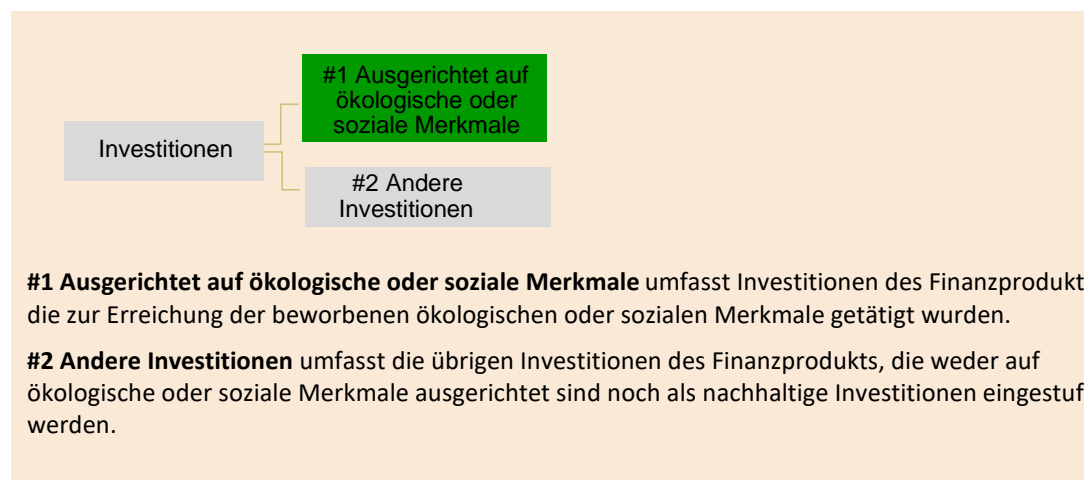 #1 Ausgerichtet auf
ökologische oder
soziale Merkmale
Investitionen
#2 Andere
Investitionen
#1 Ausgerichtet auf ökologische oder soziale Merkmale umfasst Investitionen des Finanzprodukt
die zur Erreichung der beworbenen ökologischen oder sozialen Merkmale getätigt wurden.
#2 Andere Investitionen umfasst die übrigen Investitionen des Finanzprodukts, die weder auf
ökologische oder soziale Merkmale ausgerichtet sind noch als nachhaltige Investitionen eingestuf
werden.